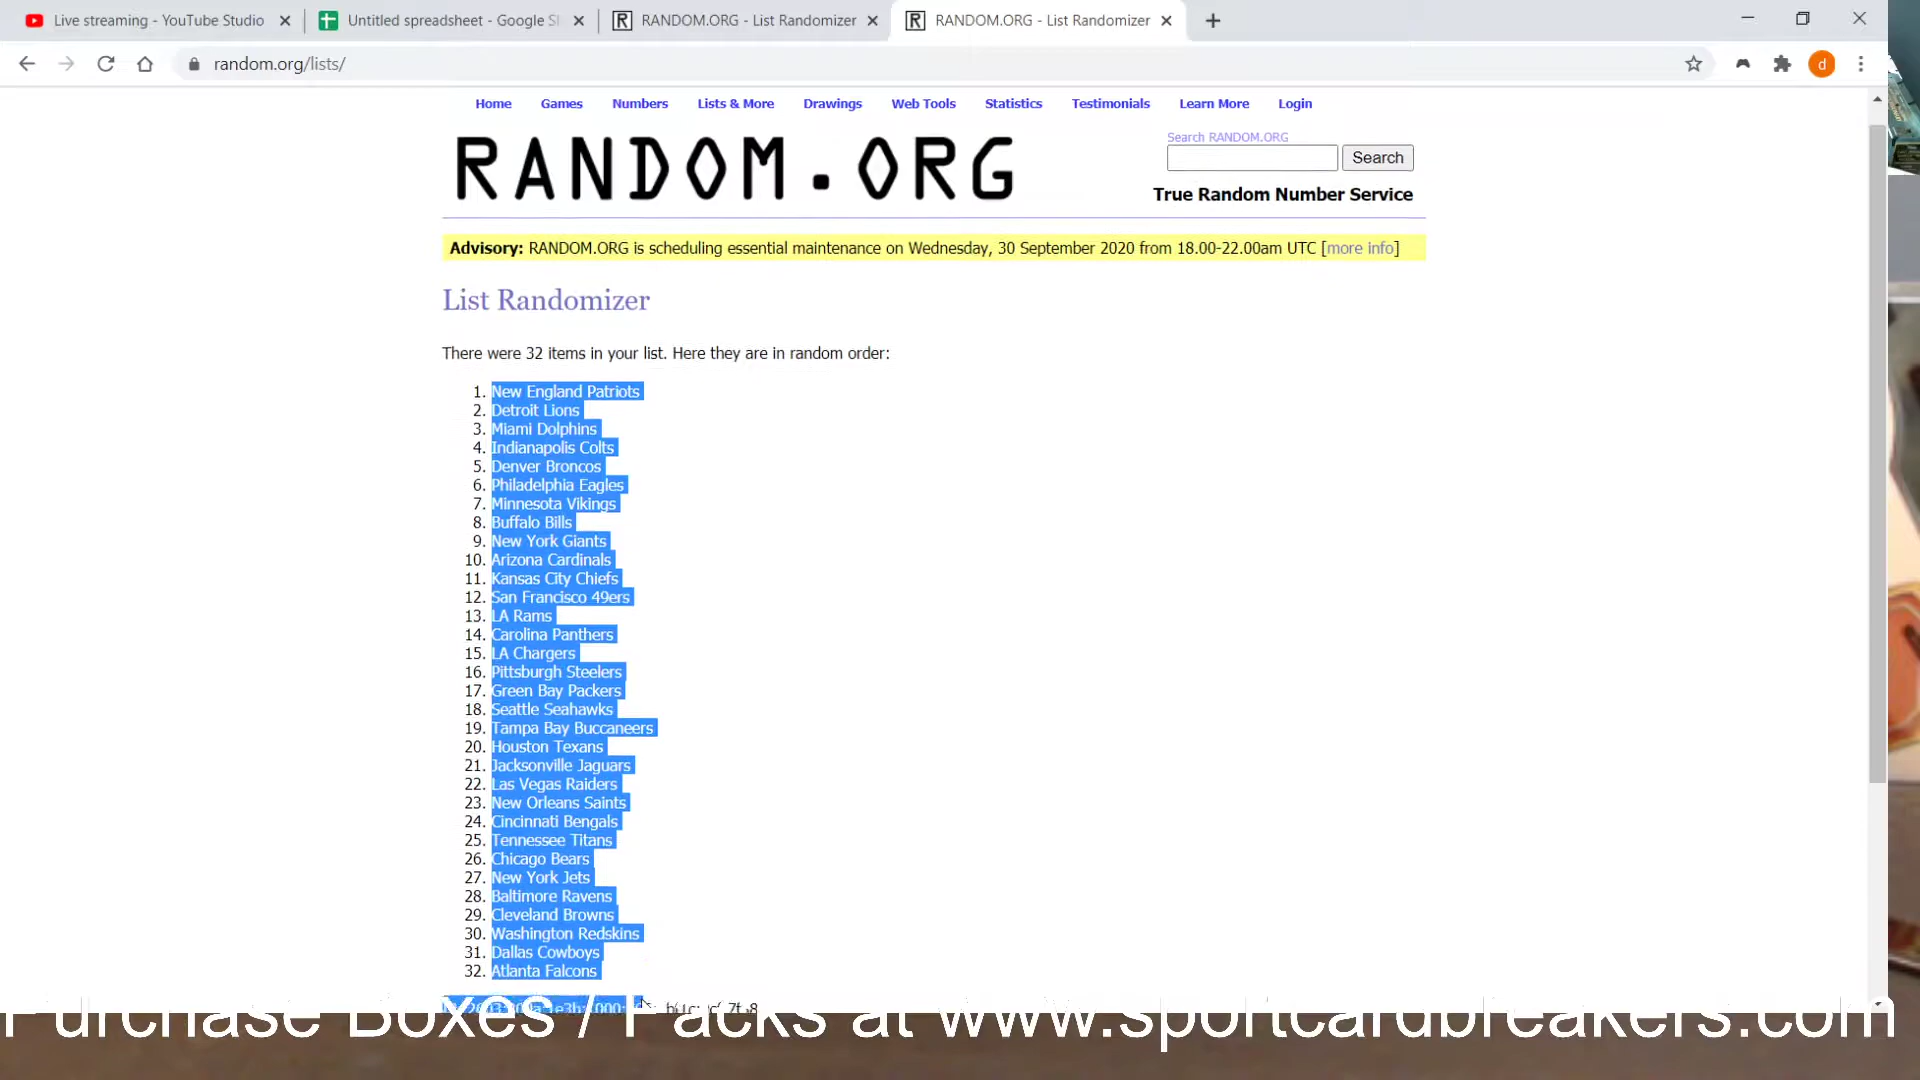 Live streaming - YouTube Studio
Untitled spreadsheet - Google S
RANDOM.ORG - List Randomizer
RANDOM.ORG - List Randomizer
random.org/lists/
d
Home Games Numbers Lists & More Drawings Web Tools Statistics Testimonials Learn More Login
RANDOM.ORG
Search RANDOM.ORG
Search
True Random Number Service
Advisory: RANDOM.ORG is scheduling essential maintenance on Wednesday, 30 September 2020 from 18.00-22.00am UTC [more info]
List Randomizer
There were 32 items in your list. Here they are in random order:
1. New England Patriots
2. Detroit Lions
3. Miami Dolphins
4. Indianapolis Colts
5. Denver Broncos
6. Philadelphia Eagles
7. Minnesota Vikings
8. Buffalo Bills
9. New York Giants
10. Arizona Cardinals
11. Kansas City Chiefs
12. San Francisco 49ers
13. LA Rams
14. Carolina Panthers
15. LA Chargers
16. Pittsburgh Steelers
17. Green Bay Packers
18. Seattle Seahawks
19. Tampa Bay Buccaneers
20. Houston Texans
21. Jacksonville Jaguars
22. Las Vegas Raiders
23. New Orleans Saints
24. Cincinnati Bengals
25. Tennessee Titans
26. Chicago Bears
27. New York Jets
28. Baltimore Ravens
29. Cleveland Browns
30. Washington Redskins
31. Dallas Cowboys
32. Atlanta Falcons
Purchase Boxes / Packs at www.sportcardbreakers.com